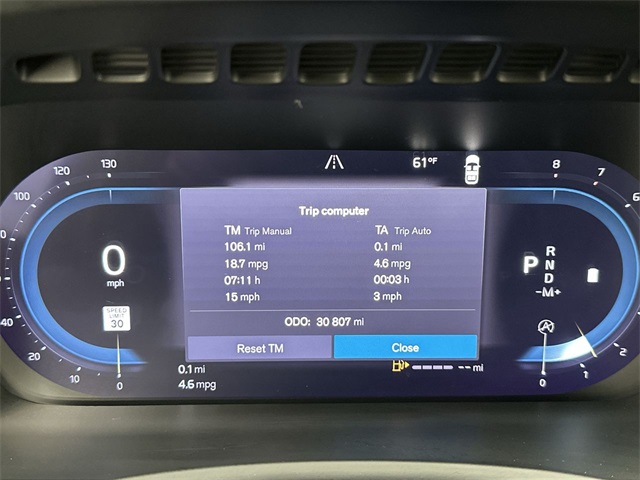 120 130
61°F
8
7
6
100
Trip computer
TM Trip Manual TA Trip Auto
106.1 mi 0.1 mi
18.7 mpg 4.6 mpg
07:11 h 00:03 h
15 mph 3 mph
ODO: 30 807 mi
Reset TM Close
0
mph
SPEED
LIMIT
30
P
R
N
D
-M+
A
40
20
10
0
0.1 mi
4.6 mpg
---- -- mi
2
1
0